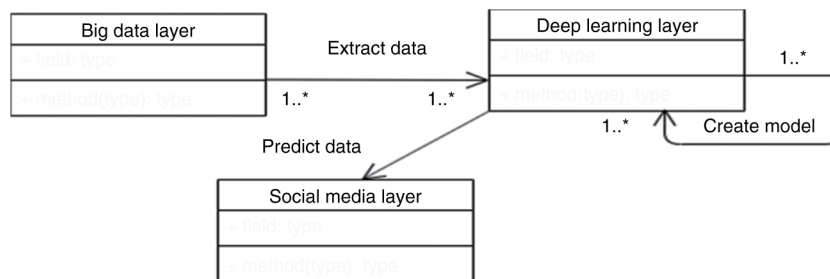 Big data layer
+ field: type
+ method(type): type
Extract data
1..*
1..*
Deep learning layer
+ field: type
+ method(type): type
1..*
1..*
Create model
Predict data
Social media layer
+ field: type
+ method(type): type